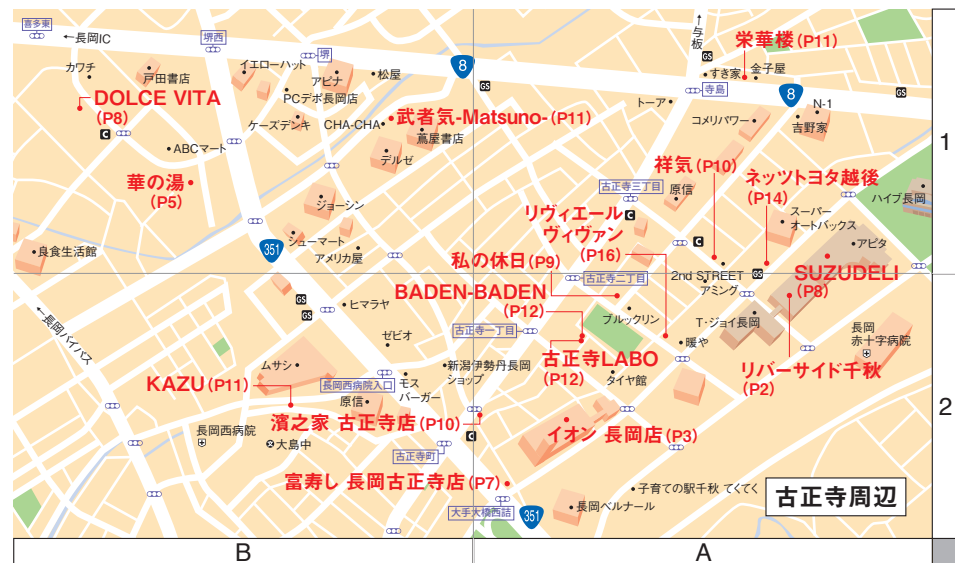 喜多東
←長岡IC
堺西
堺
↑与板
栄華楼(P11)
カワチ
戸田書店
イエローハット
アピナ
松屋
8
GS
GS
すき家
金子屋
DOLCE VITA
(P8)
PCデポ長岡店
GS
寺島
8
GS
トーア
N-1
C
ケーズデンキ
CHA-CHA
武者気-Matsuno-(P11)
蔦屋書店
コメリパワー
吉野家
1
ABCマート
デルゼ
華の湯
(P5)
祥気(P10)
ネッツトヨタ越後
(P14)
古正寺三丁目
原信
ハイブ長岡
ジョーシン
リヴィエール
ヴィヴァン
(P16)
C
スーパー
オートバックス
シューマート
C
アピタ
351
アメリカ屋
良食生活館
私の休日(P9)
古正寺二丁目
2nd STREET
GS
SUZUDELI
(P8)
アミング
←長岡バイパス
GS
GS
ヒマラヤ
BADEN-BADEN
(P12)
ブルックリン
T・ジョイ長岡
長岡
赤十字病院
古正寺一丁目
ゼビオ
暖や
古正寺LABO
(P12)
リバーサイド千秋
(P2)
ムサシ
新潟伊勢丹長岡
ショップ
タイヤ館
KAZU(P11)
長岡西病院入口
モス
バーガー
原信
2
濱之家 古正寺店(P10)
イオン 長岡店(P3)
長岡西病院
大島中
C
古正寺町
富寿し 長岡古正寺店(P7)
子育ての駅千秋 てくてく
古正寺周辺
大手大橋西詰
351
長岡ベルナール
B
A